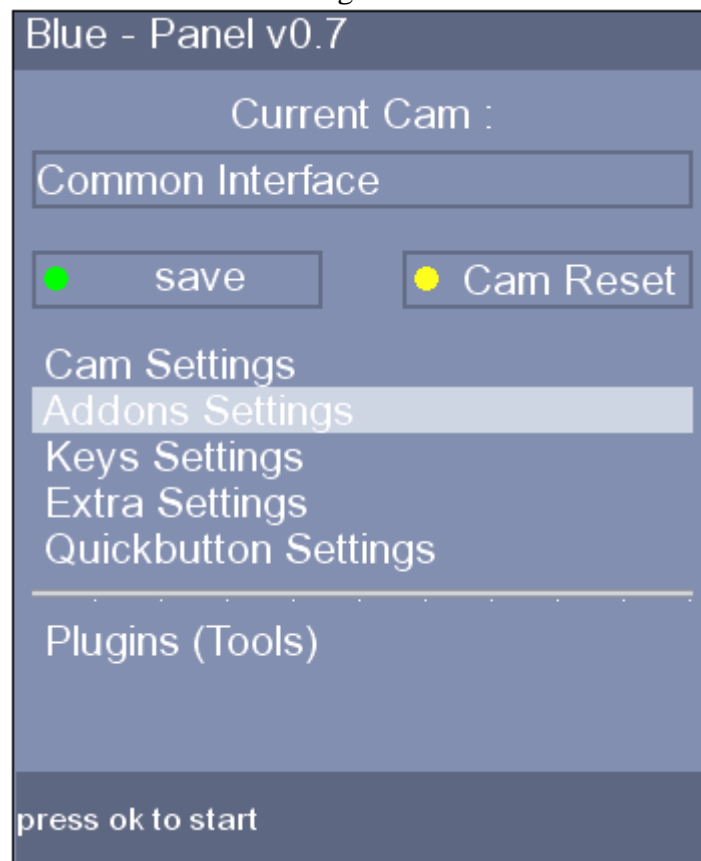 Blue - Panel v0.7
Current Cam :
Common Interface
save
Cam Reset
Cam Settings
Addons Settings
Keys Settings
Extra Settings
Quickbutton Settings
Plugins (Tools)
press ok to start